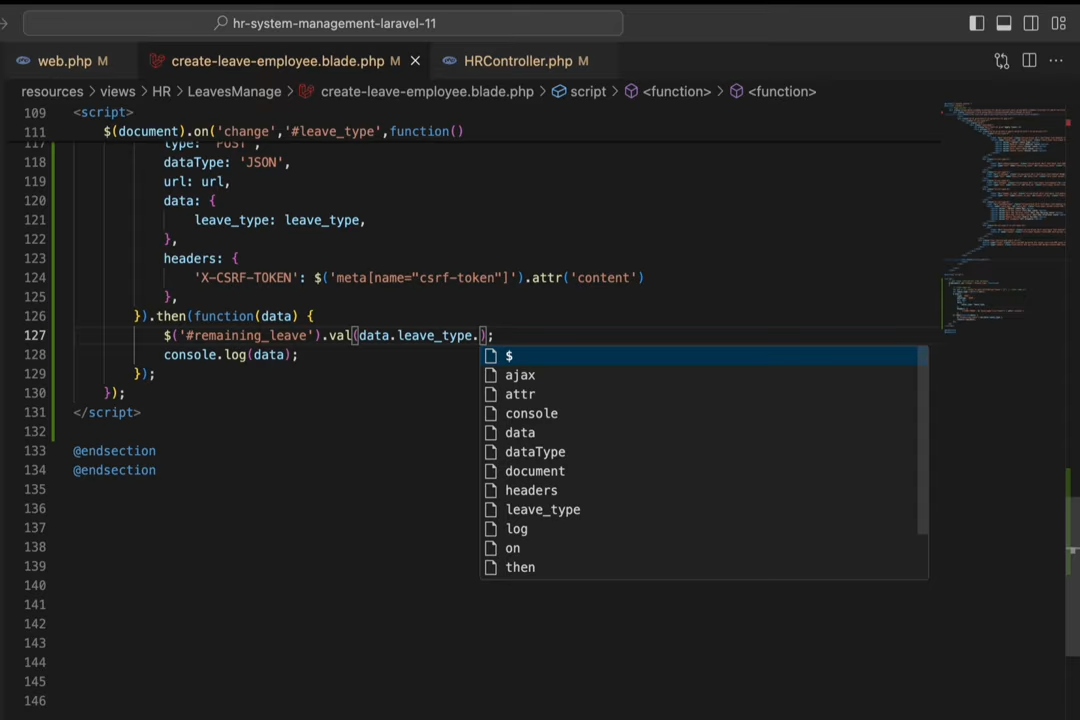 hr-system-management-laravel-11
web.php M create-leave-employee.blade.php M HRController.php M
resources > views > HR > LeavesManage > create-leave-employee.blade.php > script > <function> > <function>
109 <script>
111 $(document).on('change','#leave_type',function()
117 type: 'POST',
118 dataType: 'JSON',
119 url: url,
120 data: {
121 leave_type: leave_type,
122 },
123 headers: {
124 'X-CSRF-TOKEN': $('meta[name="csrf-token"]').attr('content')
125 },
126 }).then(function(data) {
127 $('#remaining_leave').val(data.leave_type.);
128 console.log(data);
129 });
130 });
131 </script>
132
133 @endsection
134 @endsection
135
136
137
138
139
140
141
142
143
144
145
146
$
ajax
attr
console
data
dataType
document
headers
leave_type
log
on
then